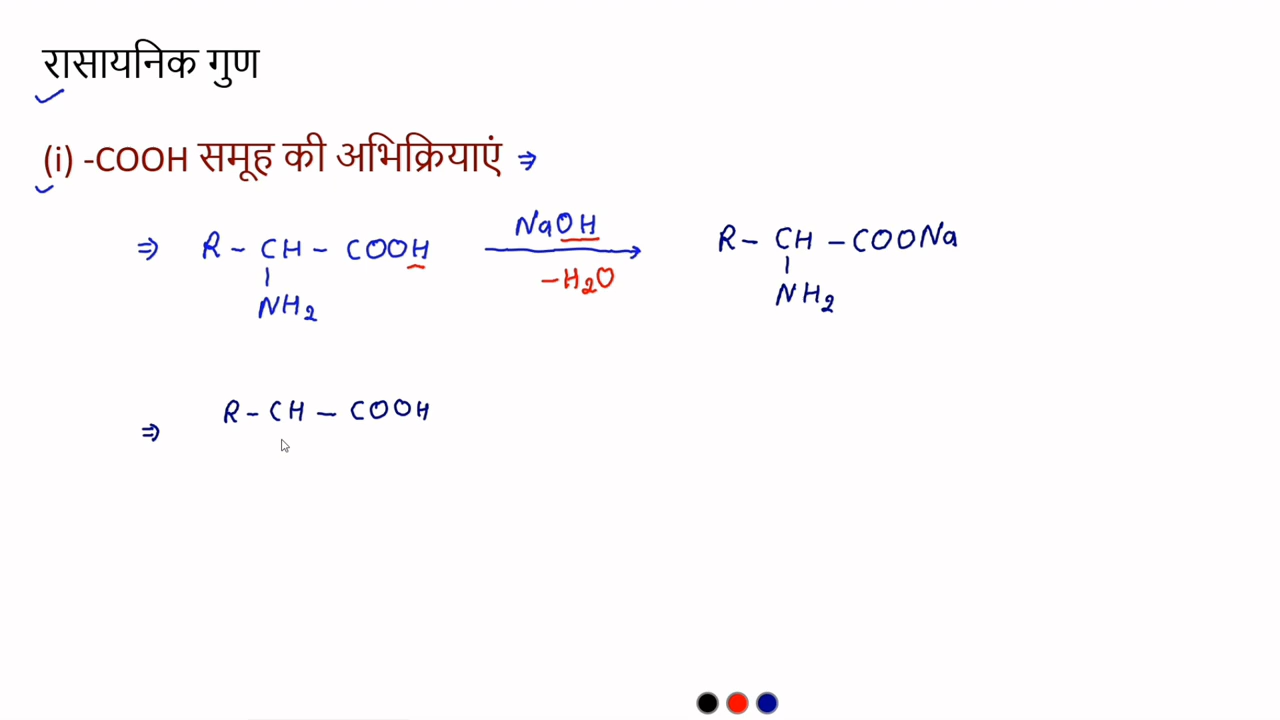 रासायनिक गुण
(i) -COOH समूह की अभिक्रियाएं ⇒
⇒ R - CH - COOH NaOH -H2O R - CH - COONa
NH2 NH2
⇒ R - CH - COOH